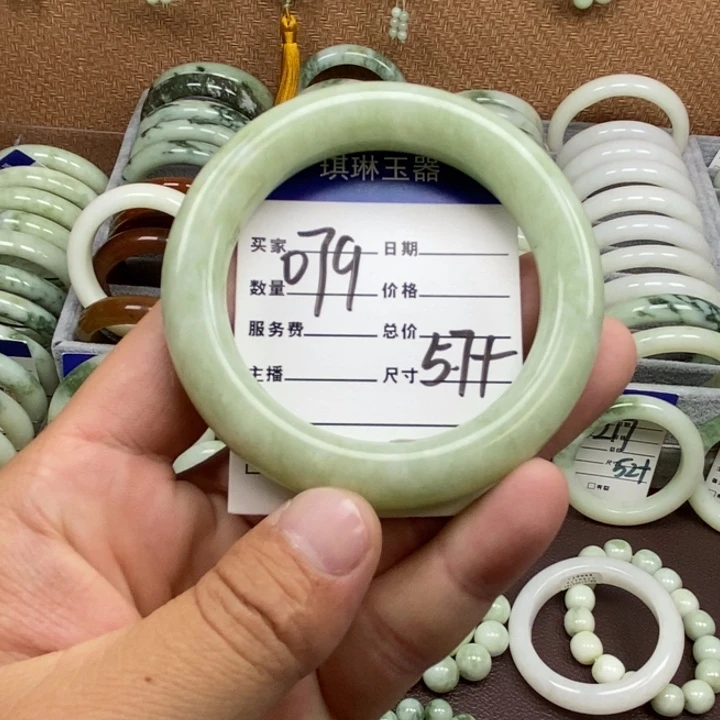 琪琳玉器
买家 079 日期
数量 价格
服务费 总价
主播 尺寸 57+
52+